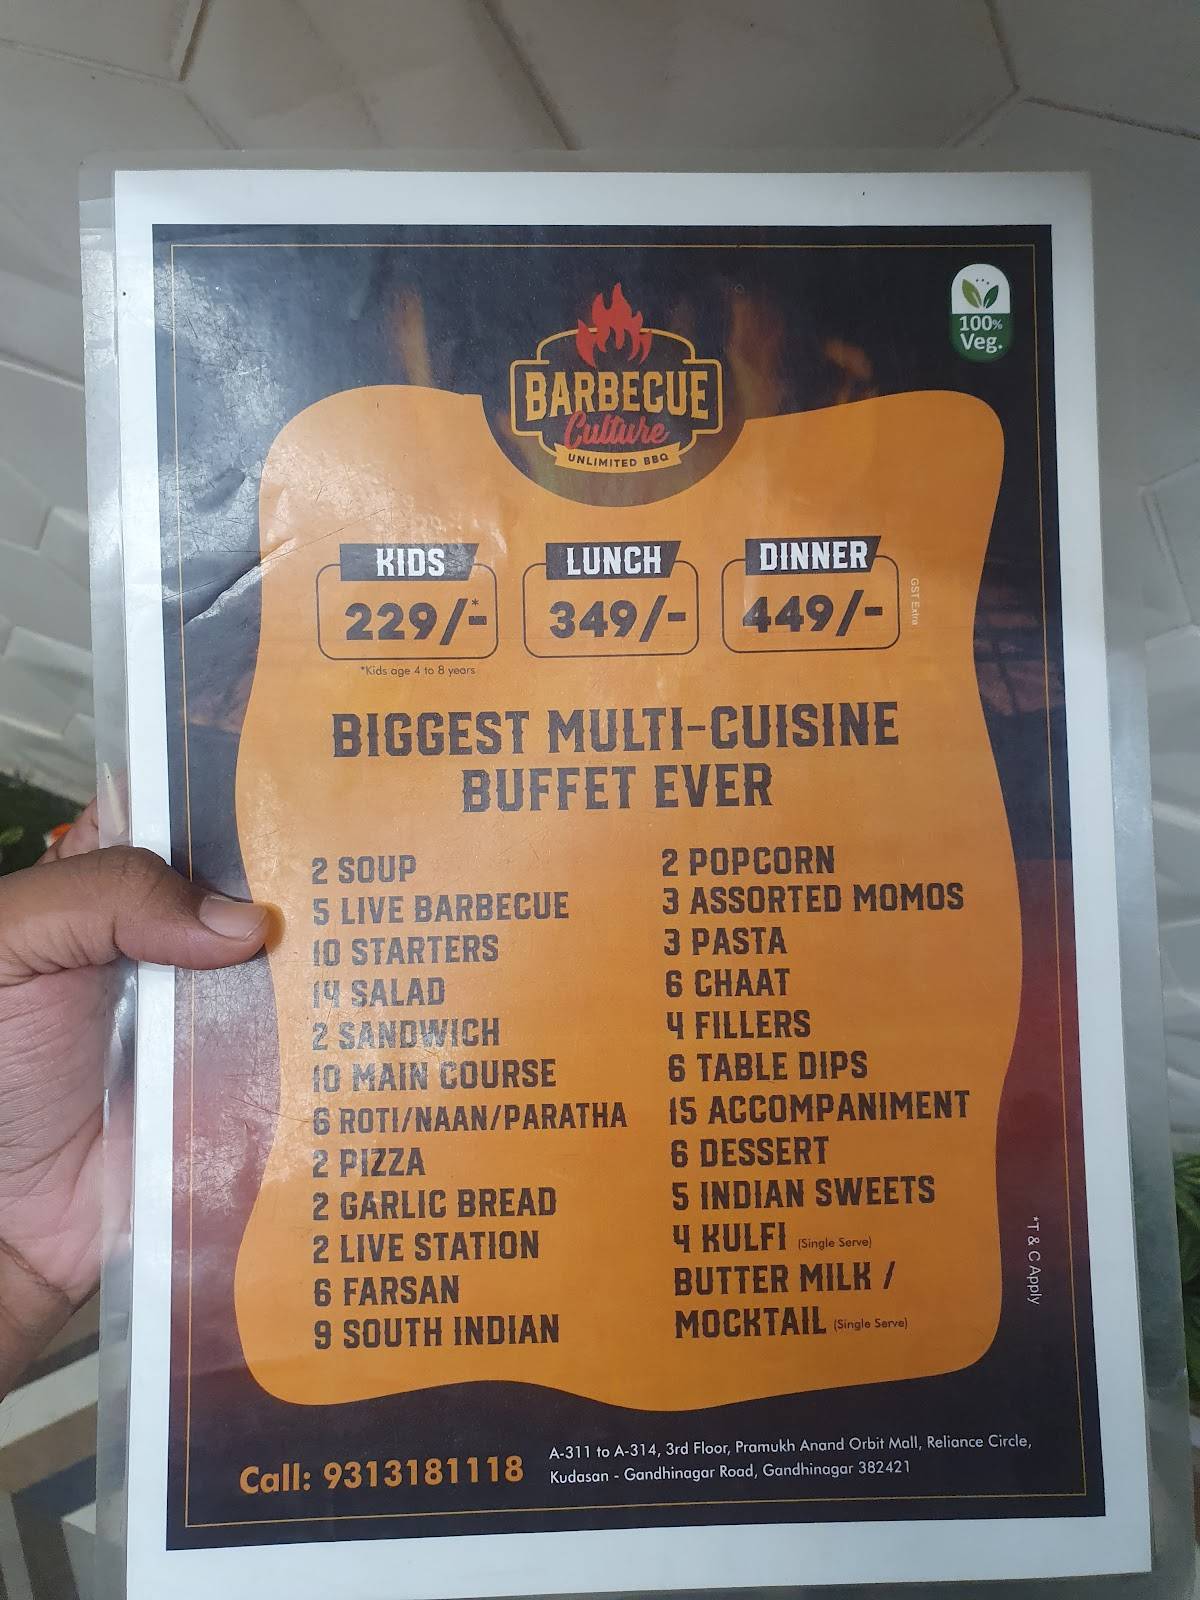 100%
Veg.
BARBECUE
Culture
UNLIMITED BBQ
KIDS
229/-*
*Kids age 4 to 8 years
LUNCH
349/-
DINNER
449/-
GST Extra
BIGGEST MULTI-CUISINE
BUFFET EVER
2 SOUP
5 LIVE BARBECUE
10 STARTERS
14 SALAD
2 SANDWICH
10 MAIN COURSE
6 ROTI/NAAN/PARATHA
2 PIZZA
2 GARLIC BREAD
2 LIVE STATION
6 FARSAN
9 SOUTH INDIAN
2 POPCORN
3 ASSORTED MOMOS
3 PASTA
6 CHAAT
4 FILLERS
6 TABLE DIPS
15 ACCOMPANIMENT
6 DESSERT
5 INDIAN SWEETS
4 KULFI (Single Serve)
BUTTER MILK /
MOCKTAIL (Single Serve)
*T & C Apply
Call: 9313181118
A-311 to A-314, 3rd Floor, Pramukh Anand Orbit Mall, Reliance Circle,
Kudasan - Gandhinagar Road, Gandhinagar 382421